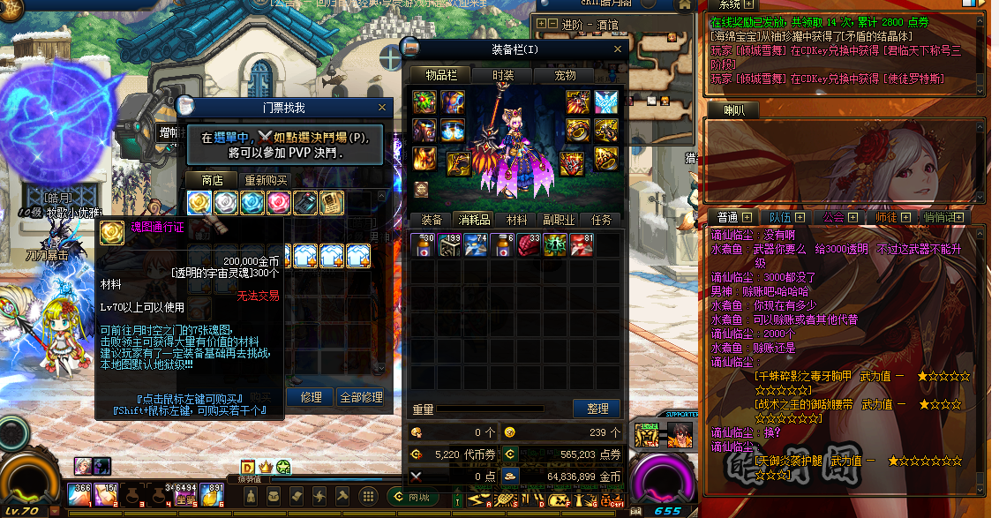 进阶 - 酒馆
系统
在线奖励已发放,共领取 14 次,累计 2800 点券
[海绵宝宝]从袖珍罐中获得了[矛盾的结晶体]
玩家 [倾城雪舞] 在CDKey兑换中获得 [君临天下称号三
阶段]
玩家 [倾城雪舞] 在CDKey兑换中获得 [使徒罗特斯]
喇叭
装备栏(I)
物品栏 时装 宠物
门票找我
在選單中, 如點選決鬥場(P),
將可以參加 PVP 決鬥 .
商店 重新购买
增幅
[皓月]
10级
牧歌小优雅
刀刀暴击
魂图通行证
200,000金币
[透明的宇宙灵魂]300个
材料
无法交易
Lv70以上可以使用
可前往月时空之门的7张魂图,
击败领主可获得大量有价值的材料
建议玩家有了一定装备基础再去挑战,
本地图默认地狱级!!!
『点击鼠标左键可购买』
『Shift+鼠标左键, 可购买若干个』
修理 全部修理
装备 消耗品 材料 副职业 任务
30 199 74 6 33 81
重量 整理
0 个 239 个
5,220 代币券 565,203 点券
0 点 64,836,899 金币
猎
普通 队伍 公会 师徒 悄悄话
谪仙临尘 : 没有啊
水煮鱼 : 武器你要么 给3000透明 不过这武器不能升
级
谪仙临尘 : 3000都没了
男神 : 赊账吧·哈哈哈
水煮鱼 : 你现在有多少
水煮鱼 : 可以赊账或者其他代替
谪仙临尘 : 2000个
水煮鱼 : 赊账还是
谪仙临尘 :
[千蛛碎影之毒牙胸甲 武力值 — ★☆☆☆☆
☆☆☆☆☆]
[战术之王的御敌腰带 武力值 — ★☆☆☆
☆☆☆☆☆☆]
谪仙临尘 : 换?
谪仙临尘 :
[天御炎袭护腿 武力值 — ★☆☆☆☆☆☆
☆☆☆]
皓月阁
SUPPORTER
疲劳值
366 151 891
商城
Lv.70
655